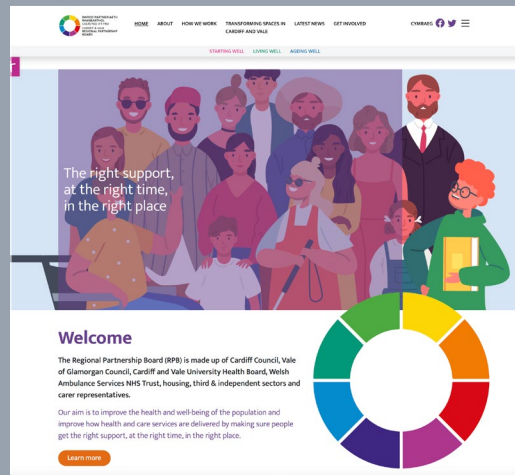 HOME
ABOUT
HOW WE WORK
TRANSFORMING SPACES IN
CARDIFF AND VALE
LATEST NEWS
GET INVOLVED
CYMRAEG
REGIONAL PARTNERSHIP
BOARD
STARTING WELL
LIVING WELL
AGEING WELL
The right support,
at the right time,
in the right place
Welcome
The Regional Partnership Board (RPB) is made up of Cardiff Council, Vale
of Glamorgan Council, Cardiff and Vale University Health Board, Welsh
Ambulance Services NHS Trust, housing, third & independent sectors and
carer representatives.
Our aim is to improve the health and well-being of the population and
improve how health and care services are delivered by making sure people
get the right support, at the right time, in the right place.
Learn more